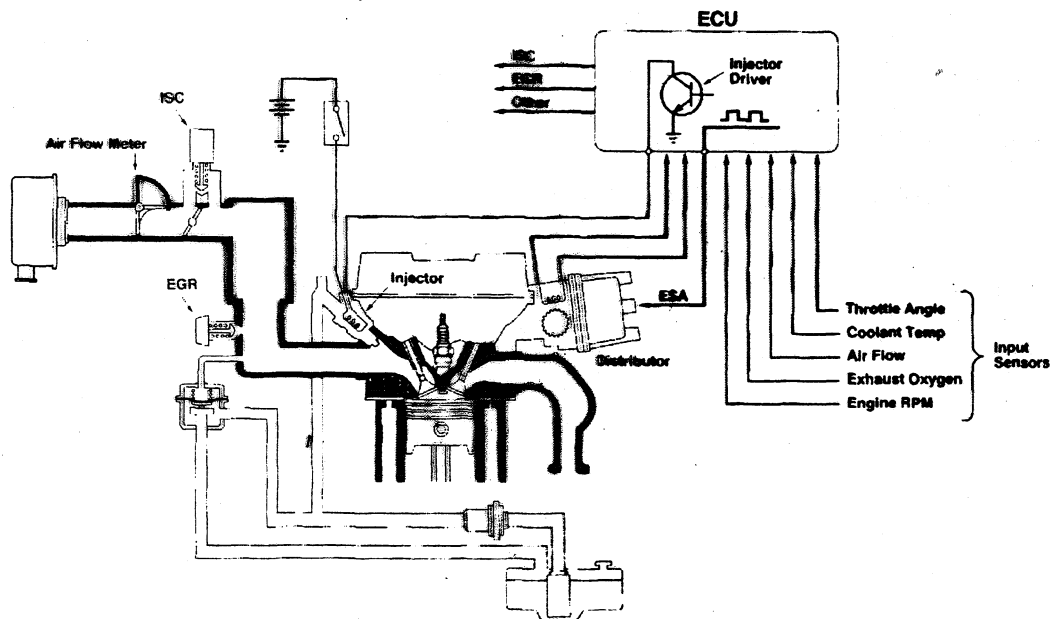 ECU
Injector
Driver
ISC
EGR
Other
ISC
Air Flow Meter
Injector
EGR
ESA
Distributor
Throttle Angle
Coolant Temp
Air Flow
Exhaust Oxygen
Engine RPM
Input
Sensors